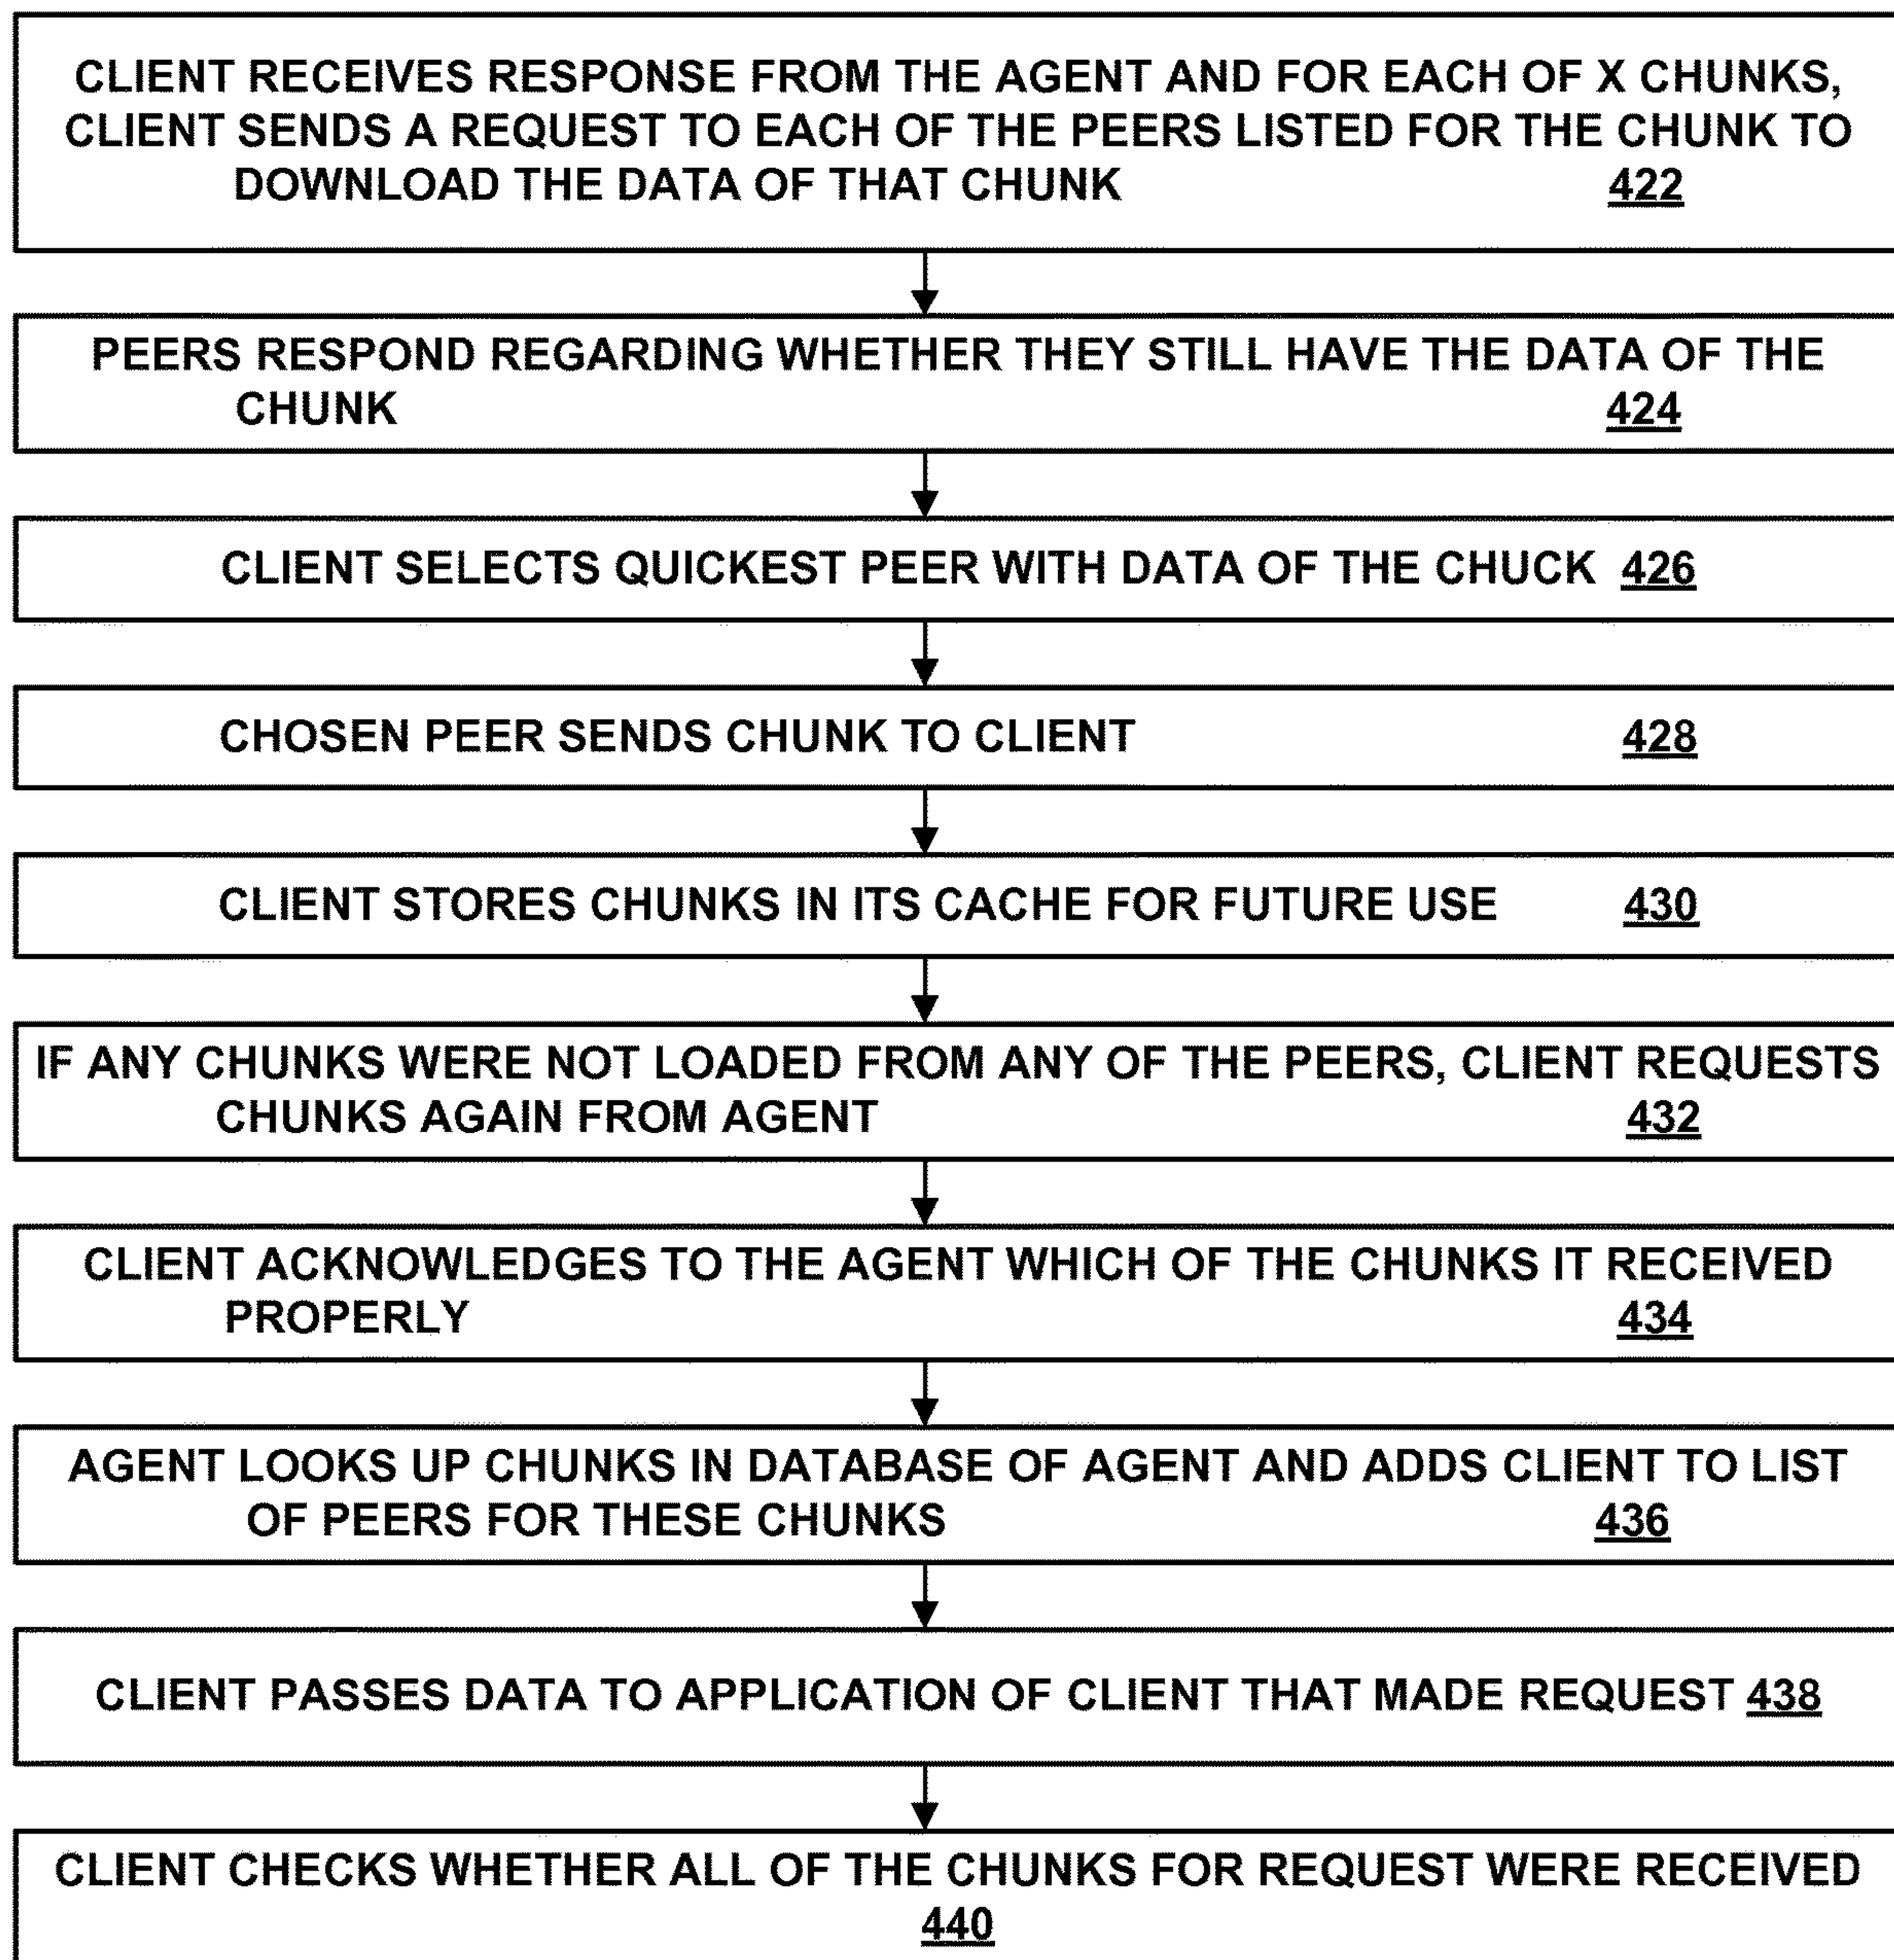 CLIENT RECEIVES RESPONSE FROM THE AGENT AND FOR EACH OF X CHUNKS,
CLIENT SENDS A REQUEST TO EACH OF THE PEERS LISTED FOR THE CHUNK TO
DOWNLOAD THE DATA OF THAT CHUNK 422
PEERS RESPOND REGARDING WHETHER THEY STILL HAVE THE DATA OF THE
CHUNK 424
CLIENT SELECTS QUICKEST PEER WITH DATA OF THE CHUCK 426
CHOSEN PEER SENDS CHUNK TO CLIENT 428
CLIENT STORES CHUNKS IN ITS CACHE FOR FUTURE USE 430
IF ANY CHUNKS WERE NOT LOADED FROM ANY OF THE PEERS, CLIENT REQUESTS
CHUNKS AGAIN FROM AGENT 432
CLIENT ACKNOWLEDGES TO THE AGENT WHICH OF THE CHUNKS IT RECEIVED
PROPERLY 434
AGENT LOOKS UP CHUNKS IN DATABASE OF AGENT AND ADDS CLIENT TO LIST
OF PEERS FOR THESE CHUNKS 436
CLIENT PASSES DATA TO APPLICATION OF CLIENT THAT MADE REQUEST 438
CLIENT CHECKS WHETHER ALL OF THE CHUNKS FOR REQUEST WERE RECEIVED
440